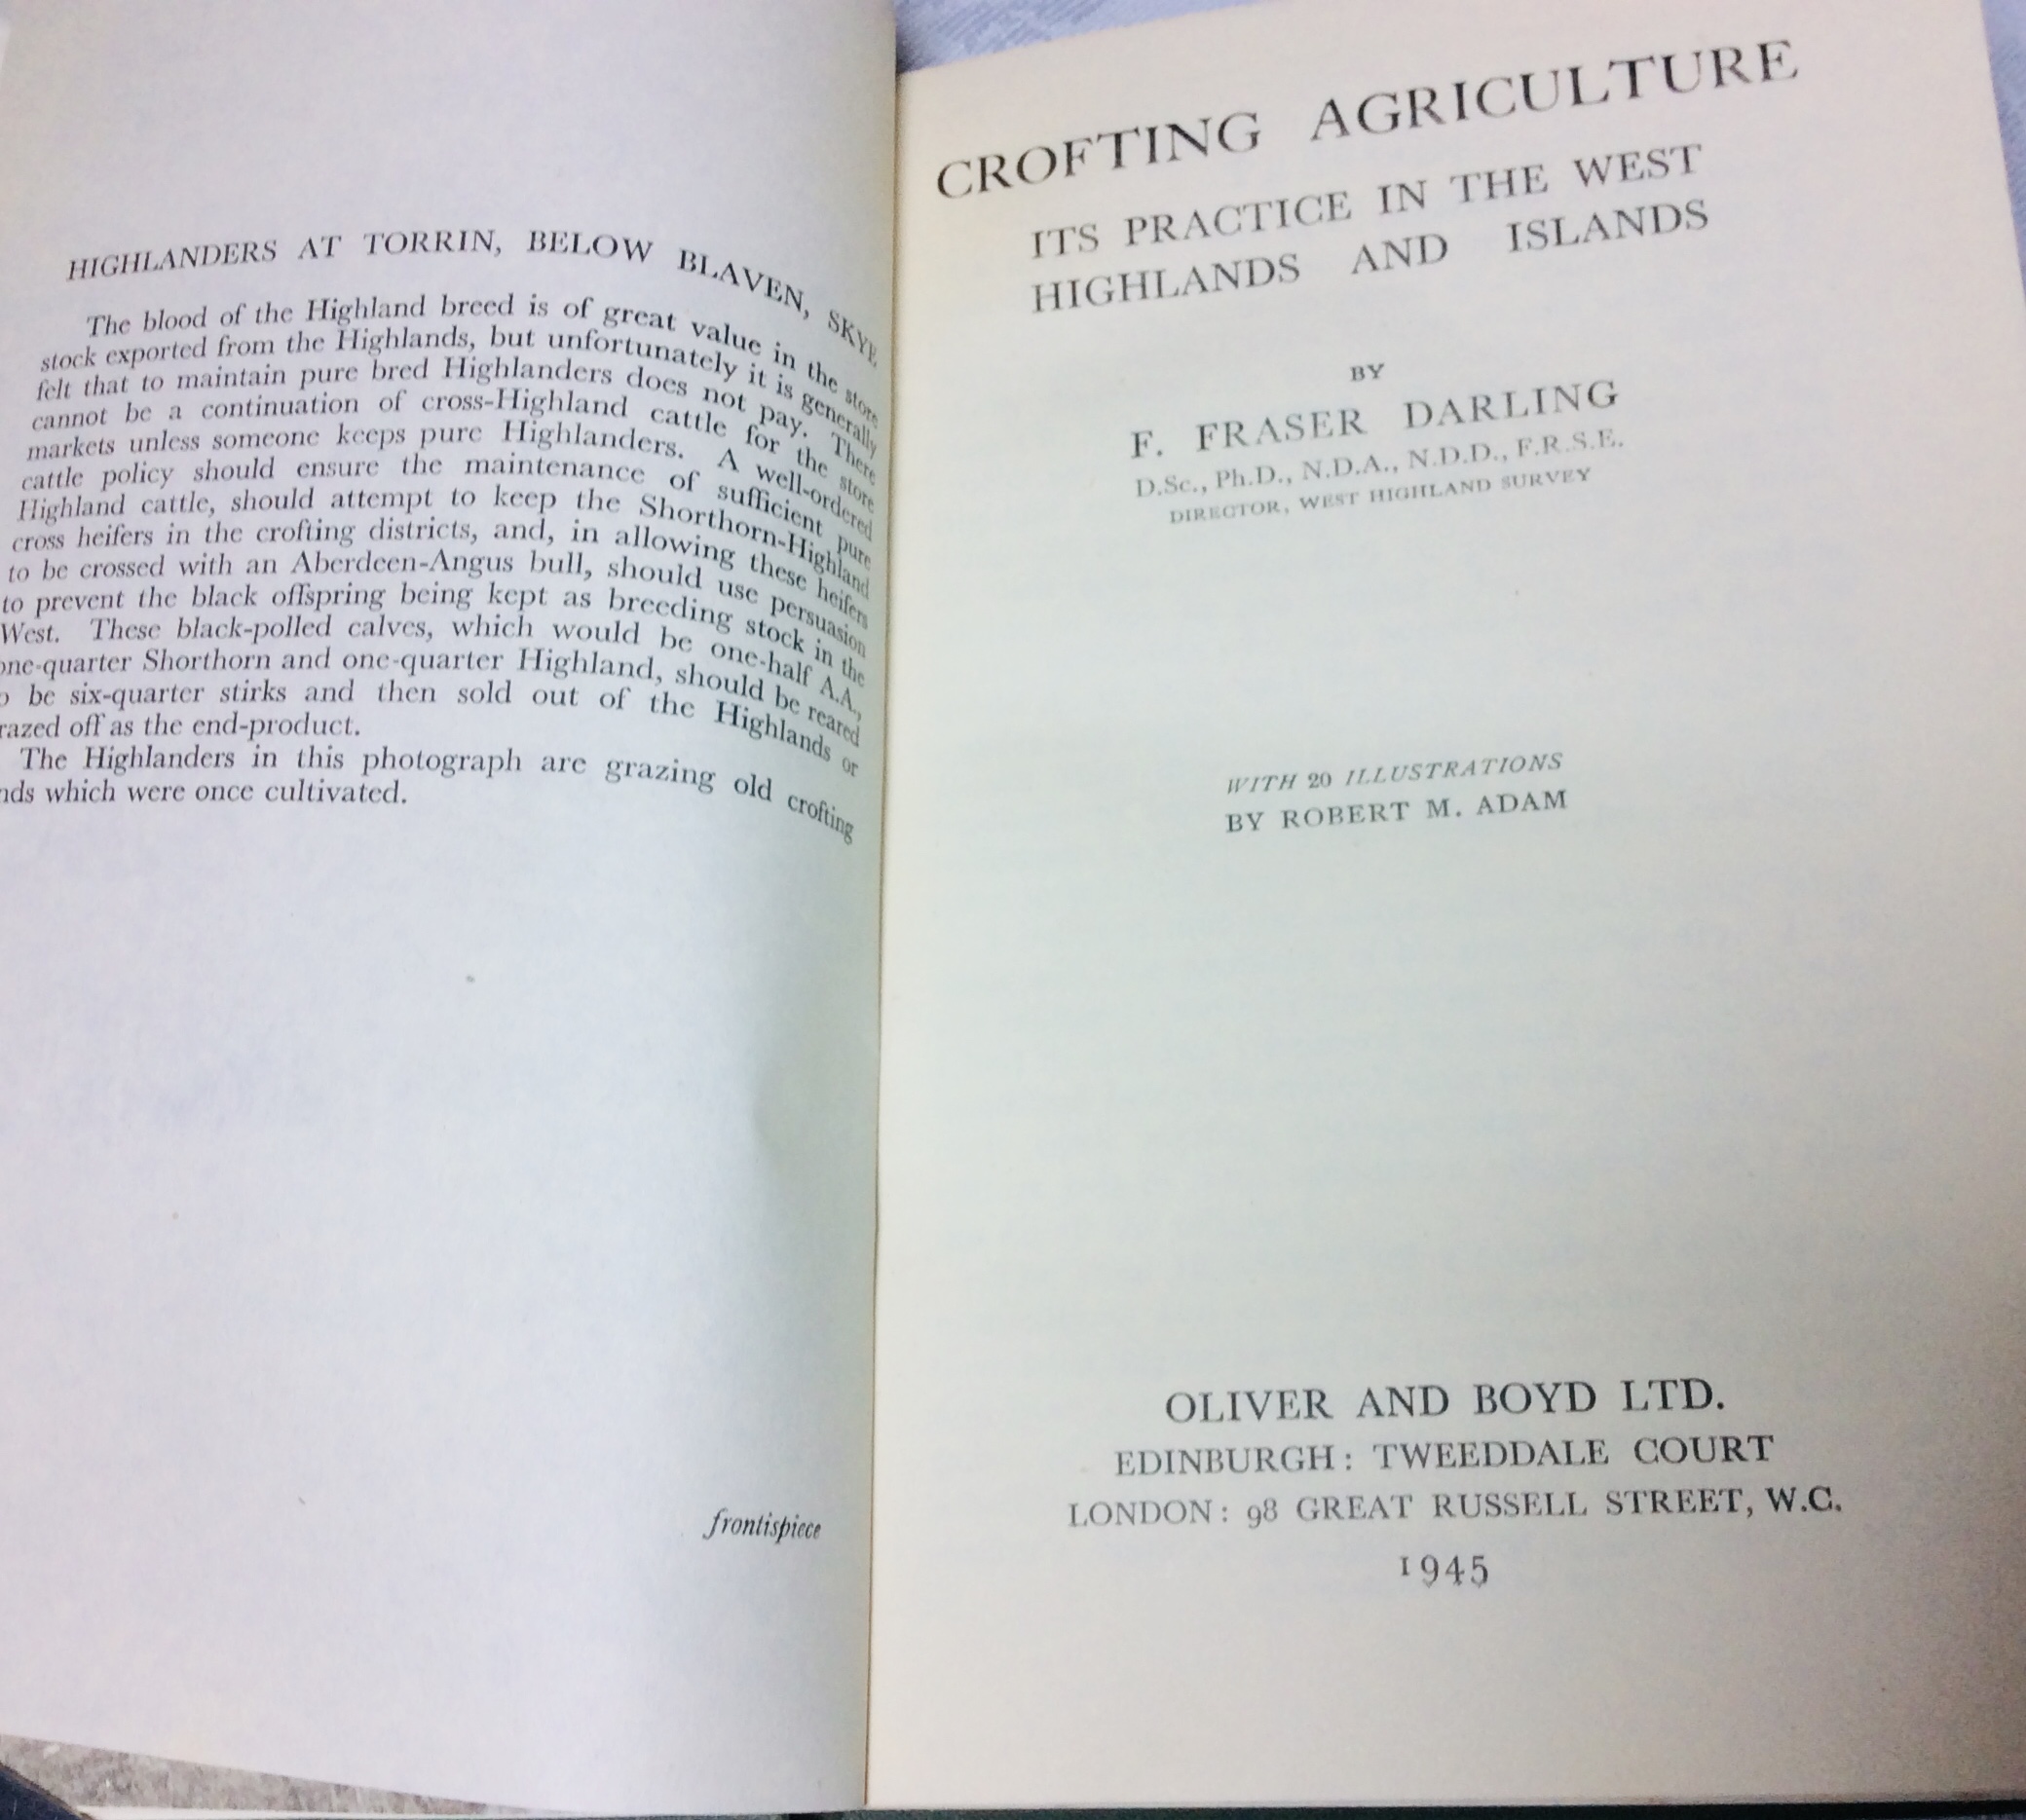 HIGHLANDERS AT TORRIN, BELOW BLAVEN, SKYE
The blood of the Highland breed is of great value in the store
stock exported from the Highlands, but unfortunately it is generally
felt that to maintain pure bred Highlanders does not pay. There
cannot be a continuation of cross-Highland cattle for the store
markets unless someone keeps pure Highlanders. A well-ordered
cattle policy should ensure the maintenance of sufficient pure
Highland cattle, should attempt to keep the Shorthorn-Highland
cross heifers in the crofting districts, and, in allowing these heifers
to be crossed with an Aberdeen-Angus bull, should use persuasion
to prevent the black offspring being kept as breeding stock in the
West. These black-polled calves, which would be one-half A.A.,
one-quarter Shorthorn and one-quarter Highland, should be reared
be six-quarter stirks and then sold out of the Highlands or
off as the end-product.
The Highlanders in this photograph are grazing old crofting
which were once cultivated.
frontispiece
CROFTING AGRICULTURE
ITS PRACTICE IN THE WEST
HIGHLANDS AND ISLANDS
BY
F. FRASER DARLING
D.Sc., Ph.D., N.D.A., N.D.D., F.R.S.E.
DIRECTOR, WEST HIGHLAND SURVEY
WITH 20 ILLUSTRATIONS
BY ROBERT M. ADAM
OLIVER AND BOYD LTD.
EDINBURGH: TWEEDDALE COURT
LONDON: 98 GREAT RUSSELL STREET, W.C.
1945